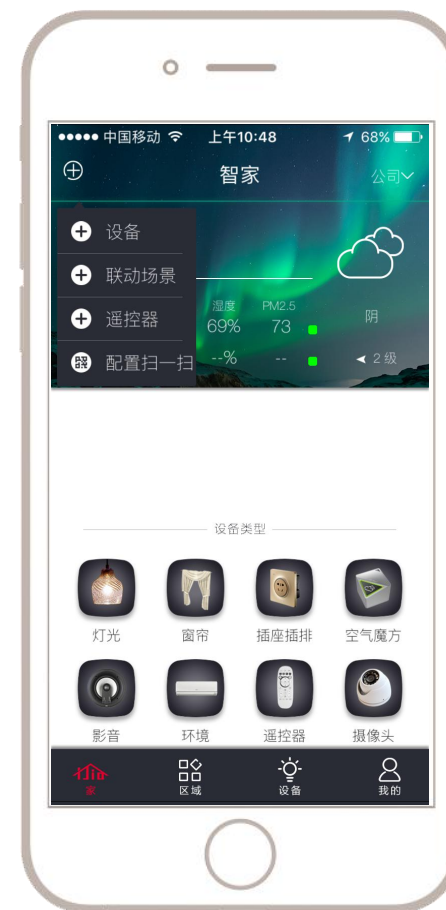 中国移动 上午10:48 68%
智家 公司
设备
联动场景
遥控器
配置扫一扫
湿度 PM2.5
69% 73 阴
--% -- 2 级
设备类型
灯光 窗帘 插座插排 空气魔方
影音 环境 遥控器 摄像头
家 区域 设备 我的